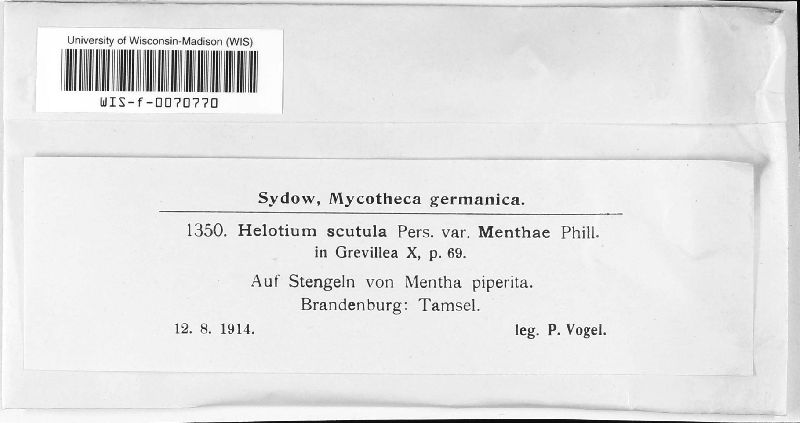 University of Wisconsin-Madison (WIS)
WIS-f-0070770
Sydow, Mycotheca germanica.
1350. Helotium scutula Pers. var. Menthae Phill.
in Grevillea X, p. 69.
Auf Stengeln von Mentha piperita.
Brandenburg: Tamsel.
12. 8. 1914. leg. P. Vogel.